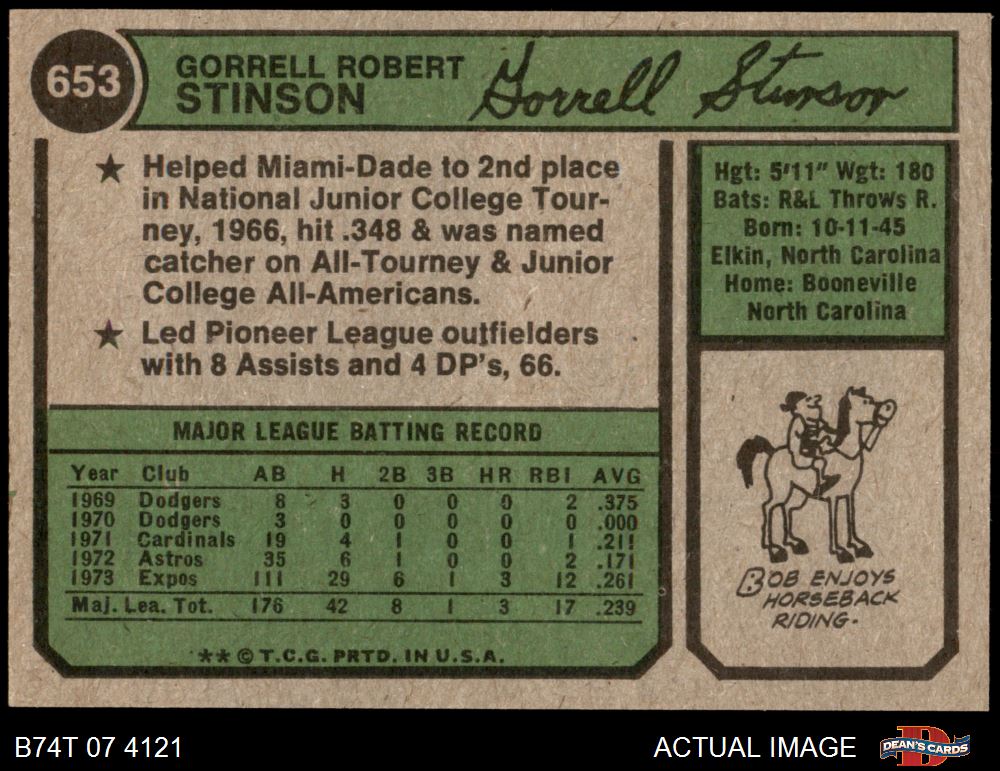 653
GORRELL ROBERT
STINSON
Gorrell Stinson
★ Helped Miami-Dade to 2nd place
in National Junior College Tour-
ney, 1966, hit .348 & was named
catcher on All-Tourney & Junior
College All-Americans.
★ Led Pioneer League outfielders
with 8 Assists and 4 DP's, 66.
Hgt: 5'11" Wgt: 180
Bats: R&L Throws R.
Born: 10-11-45
Elkin, North Carolina
Home: Booneville
North Carolina
MAJOR LEAGUE BATTING RECORD
Year Club AB H 2B 3B HR RBI AVG
1969 Dodgers 8 3 0 0 0 2 .375
1970 Dodgers 3 0 0 0 0 0 .000
1971 Cardinals 19 4 1 0 0 1 .211
1972 Astros 35 6 1 0 0 2 .171
1973 Expos 111 29 6 1 3 12 .261
Maj. Lea. Tot. 176 42 8 1 3 17 .239
** © T.C.G. PRTD. IN U.S.A.
BOB ENJOYS
HORSEBACK
RIDING.
B74T 07 4121
ACTUAL IMAGE
DEAN'S CARDS